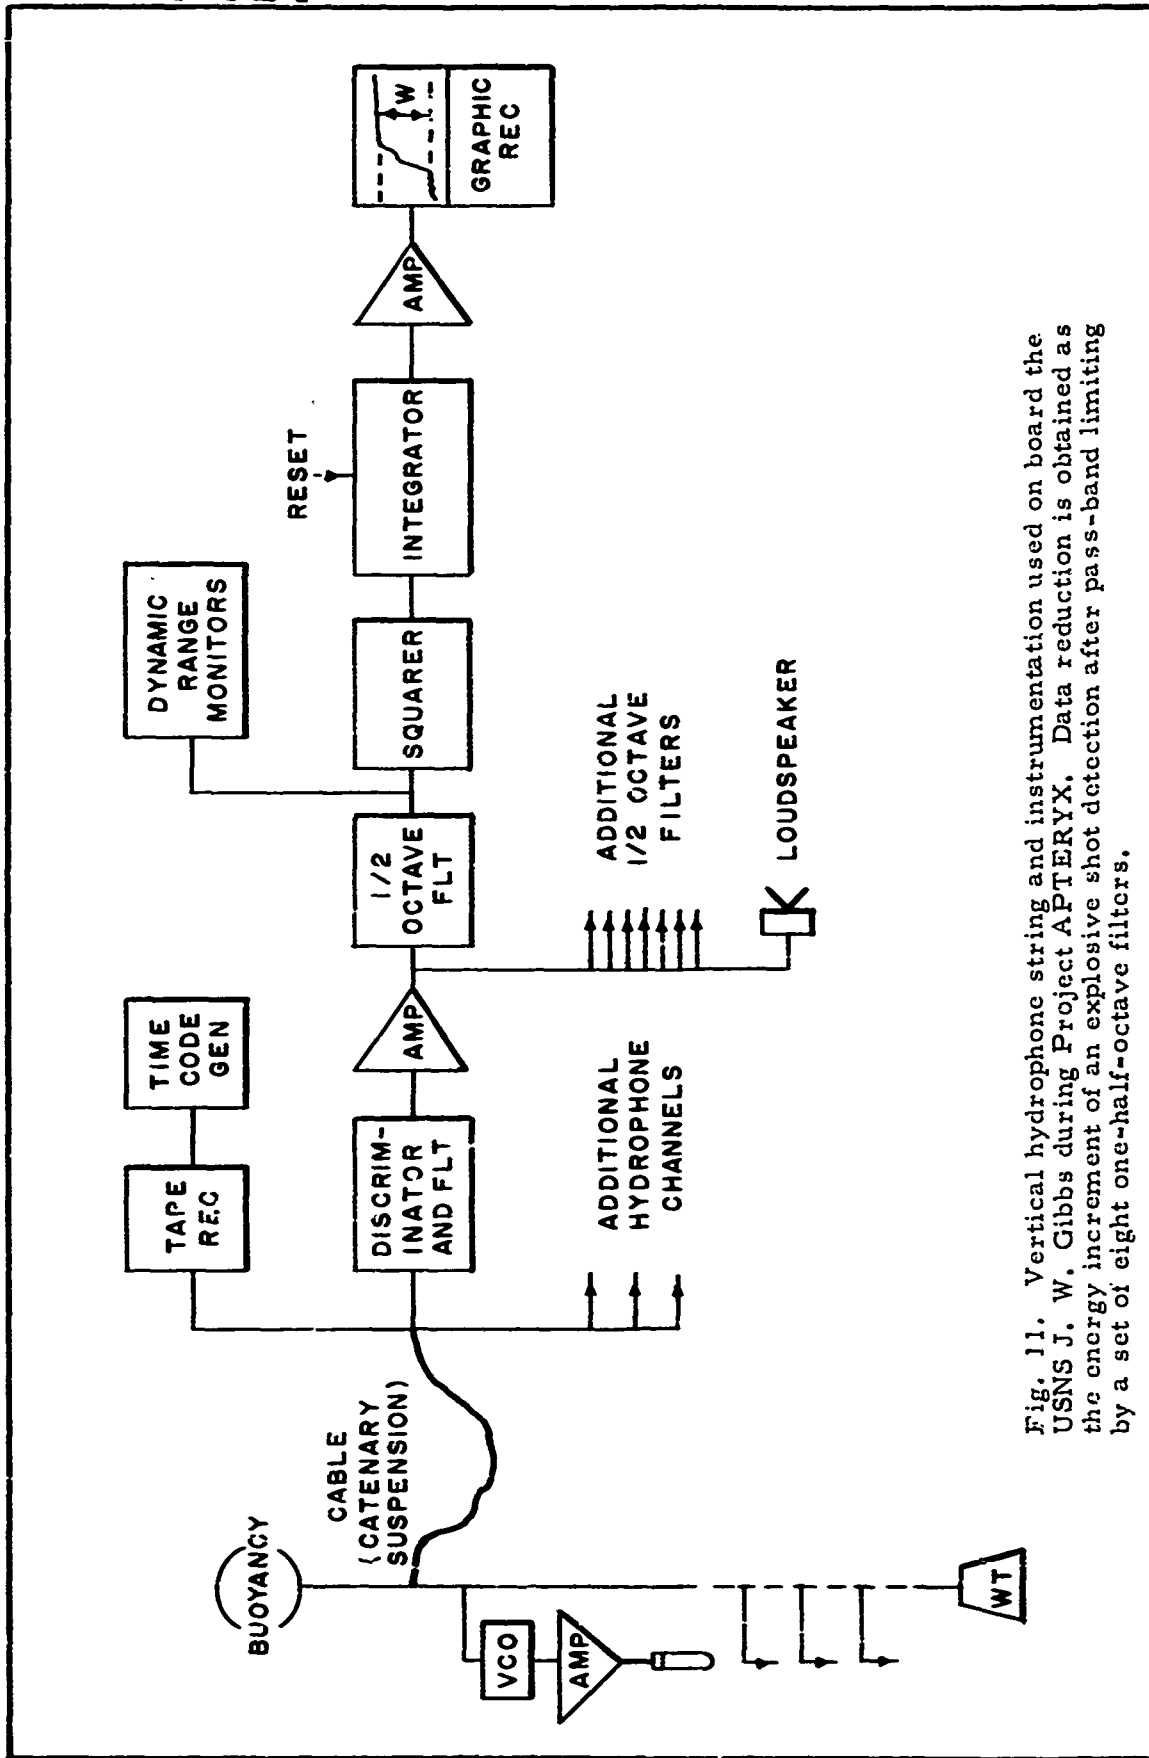 BUOYANCY
CABLE
(CATENARY
SUSPENSION)
VCO
AMP
WT
TAPE
REC
TIME
CODE
GEN
DISCRIM-
INATOR
AND FLT
AMP
ADDITIONAL
HYDROPHONE
CHANNELS
1/2
OCTAVE
FLT
ADDITIONAL
1/2 OCTAVE
FILTERS
LOUDSPEAKER
DYNAMIC
RANGE
MONITORS
SQUARER
RESET
INTEGRATOR
AMP
W
GRAPHIC
REC
Fig. 11. Vertical hydrophone string and instrumentation used on board the
USNS J. W. Gibbs during Project APTERYX. Data reduction is obtained as
the energy increment of an explosive shot detection after pass-band limiting
by a set of eight one-half-octave filters.